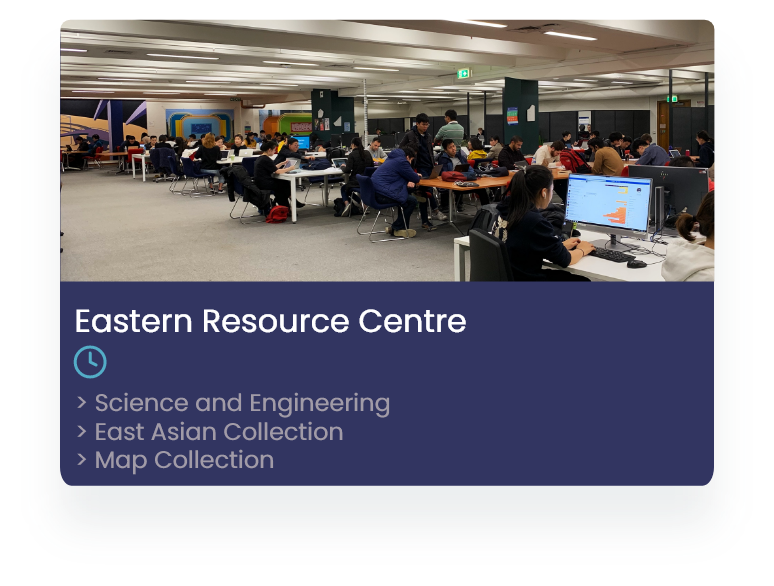 Eastern Resource Centre
> Science and Engineering
> East Asian Collection
> Map Collection